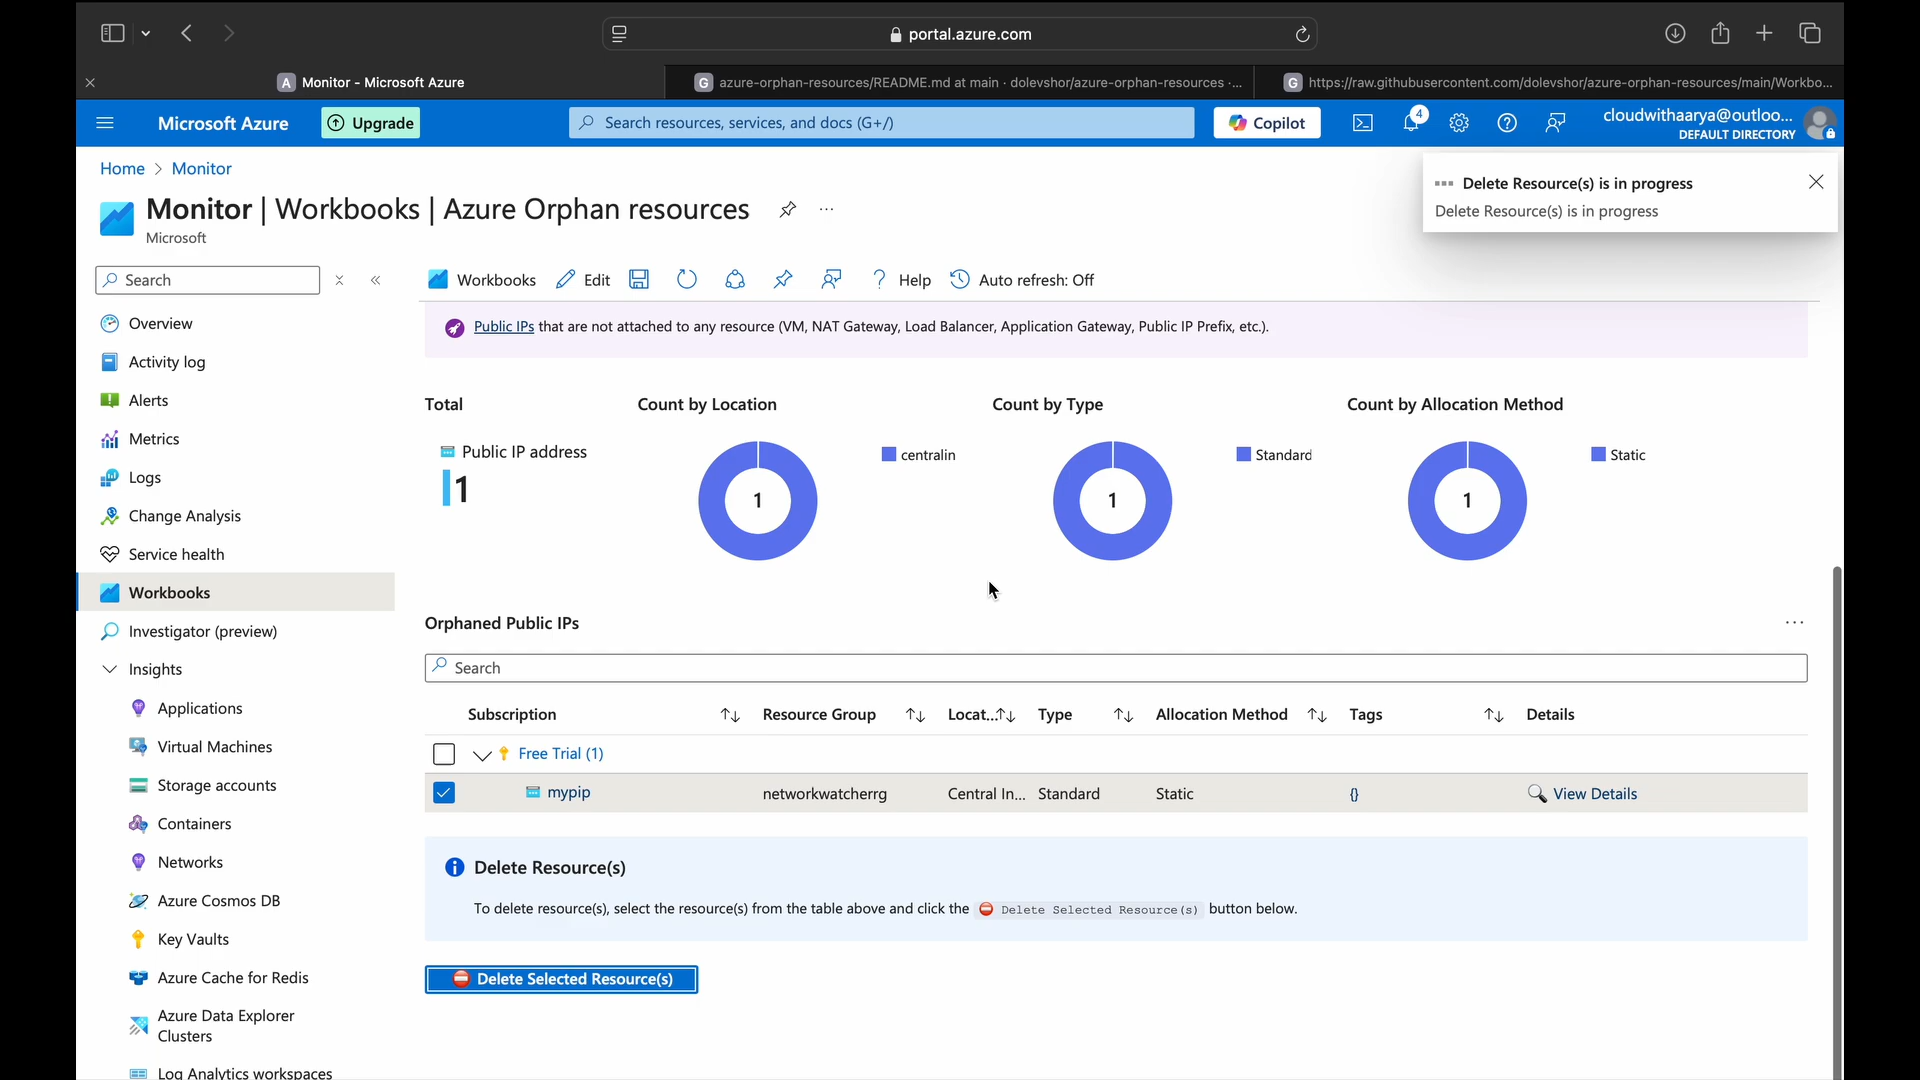 portal.azure.com
Monitor - Microsoft Azure
azure-orphan-resources/README.md at main · dolevshor/azure-orphan-resources ·...
https://raw.githubusercontent.com/dolevshor/azure-orphan-resources/main/Workbo...
Microsoft Azure
Upgrade
Search resources, services, and docs (G+/)
Copilot
4
cloudwithaarya@outloo...
DEFAULT DIRECTORY
Home > Monitor
Delete Resource(s) is in progress
Delete Resource(s) is in progress
Monitor | Workbooks | Azure Orphan resources
Microsoft
Search
Workbooks
Edit
Help
Auto refresh: Off
Overview
Activity log
Alerts
Metrics
Logs
Change Analysis
Service health
Workbooks
Investigator (preview)
Insights
Applications
Virtual Machines
Storage accounts
Containers
Networks
Azure Cosmos DB
Key Vaults
Azure Cache for Redis
Azure Data Explorer
Clusters
Log Analytics workspaces
Public IPs that are not attached to any resource (VM, NAT Gateway, Load Balancer, Application Gateway, Public IP Prefix, etc.).
Total
Public IP address
1
Count by Location
1
centralin
Count by Type
1
Standard
Count by Allocation Method
1
Static
Orphaned Public IPs
Search
Subscription Resource Group Locat... Type Allocation Method Tags Details
Free Trial (1)
mypip networkwatcherrg Central In... Standard Static {} View Details
Delete Resource(s)
To delete resource(s), select the resource(s) from the table above and click the Delete Selected Resource(s) button below.
Delete Selected Resource(s)